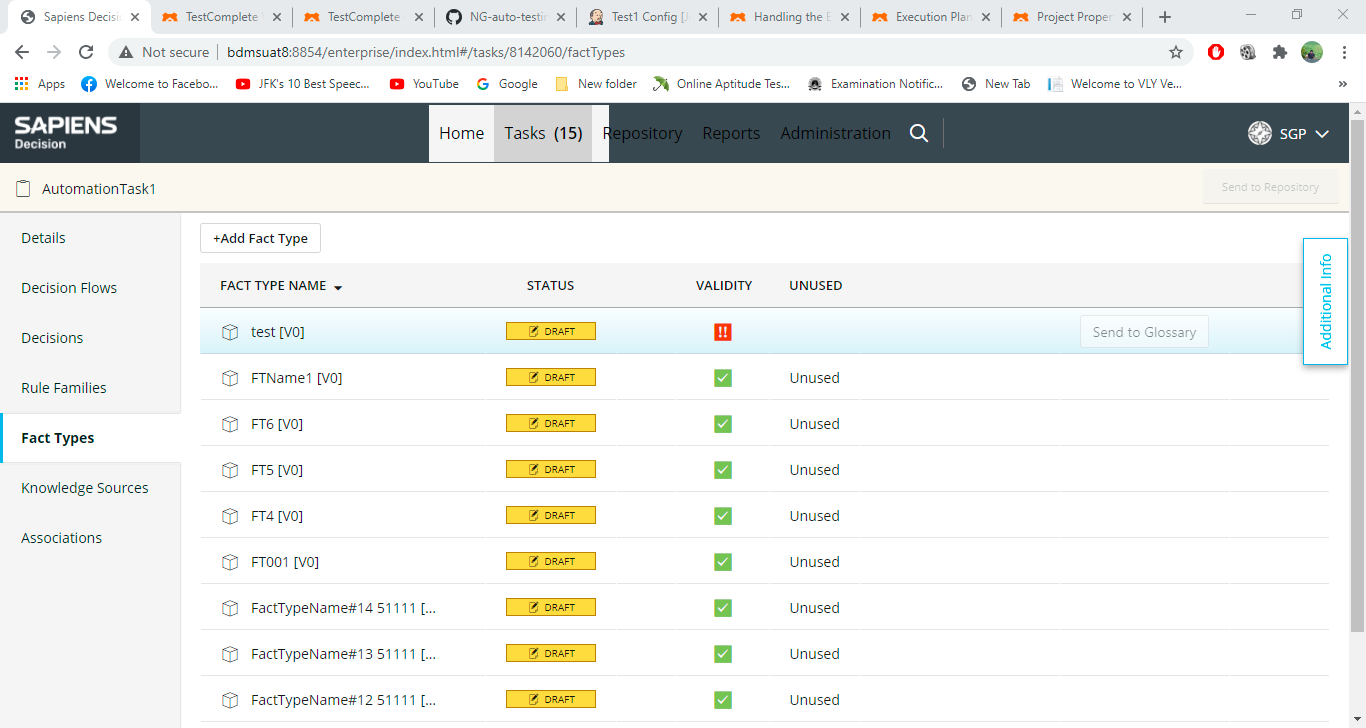 Sapiens Decisi
TestComplete
TestComplete
NG-auto-testin
Test1 Config [J
Handling the E
Execution Plan
Project Proper
Not secure
bdmsuat8:8854/enterprise/index.html#/tasks/8142060/factTypes
Apps
Welcome to Facebo...
JFK's 10 Best Speec...
YouTube
Google
New folder
Online Aptitude Tes...
Examination Notific...
New Tab
Welcome to VLY Ve...
»
SAPIENS
Decision
Home
Tasks (15)
Repository
Reports
Administration
SGP
AutomationTask1
Send to Repository
Details
Decision Flows
Decisions
Rule Families
Fact Types
Knowledge Sources
Associations
+Add Fact Type
Additional Info
FACT TYPE NAME STATUS VALIDITY UNUSED
test [V0] DRAFT !! Send to Glossary
FTName1 [V0] DRAFT Unused
FT6 [V0] DRAFT Unused
FT5 [V0] DRAFT Unused
FT4 [V0] DRAFT Unused
FT001 [V0] DRAFT Unused
FactTypeName#14 51111 [... DRAFT Unused
FactTypeName#13 51111 [... DRAFT Unused
FactTypeName#12 51111 [... DRAFT Unused